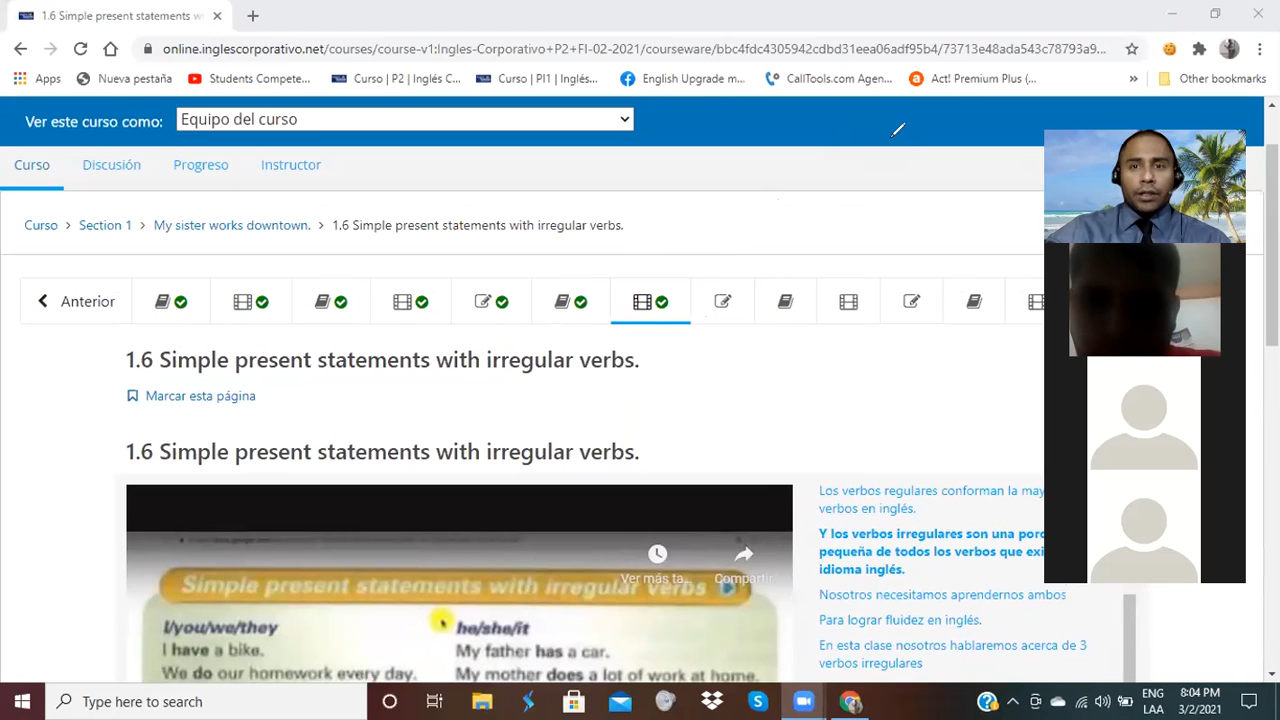 1.6 Simple present statements w
online.inglescorporativo.net/courses/course-v1:Ingles-Corporativo+P2+FI-02-2021/courseware/bbc4fdc4305942cdbd31eea06adf95b4/73713e48ada543c78793a9...
Apps Nueva pestaña Students Compete... Curso | P2 | Inglés C... Curso | PI1 | Inglés... English Upgrade m... CallTools.com Agen... Act! Premium Plus (... » Other bookmarks
Ver este curso como: Equipo del curso
Curso Discusión Progreso Instructor
Curso > Section 1 > My sister works downtown. > 1.6 Simple present statements with irregular verbs.
Anterior
1.6 Simple present statements with irregular verbs.
Marcar esta página
1.6 Simple present statements with irregular verbs.
Los verbos regulares conforman la may
verbos en inglés.
Y los verbos irregulares son una porc
pequeña de todos los verbos que exi
idioma inglés.
Nosotros necesitamos aprendernos ambos
Para lograr fluidez en inglés.
En esta clase nosotros hablaremos acerca de 3
verbos irregulares
Ver más ta... Compartir
Simple present statements with irregular verbs
I/you/we/they he/she/it
I have a bike. My father has a car.
We do our homework every day. My mother does a lot of work at home.
Type here to search
ENG
LAA
8:04 PM
3/2/2021